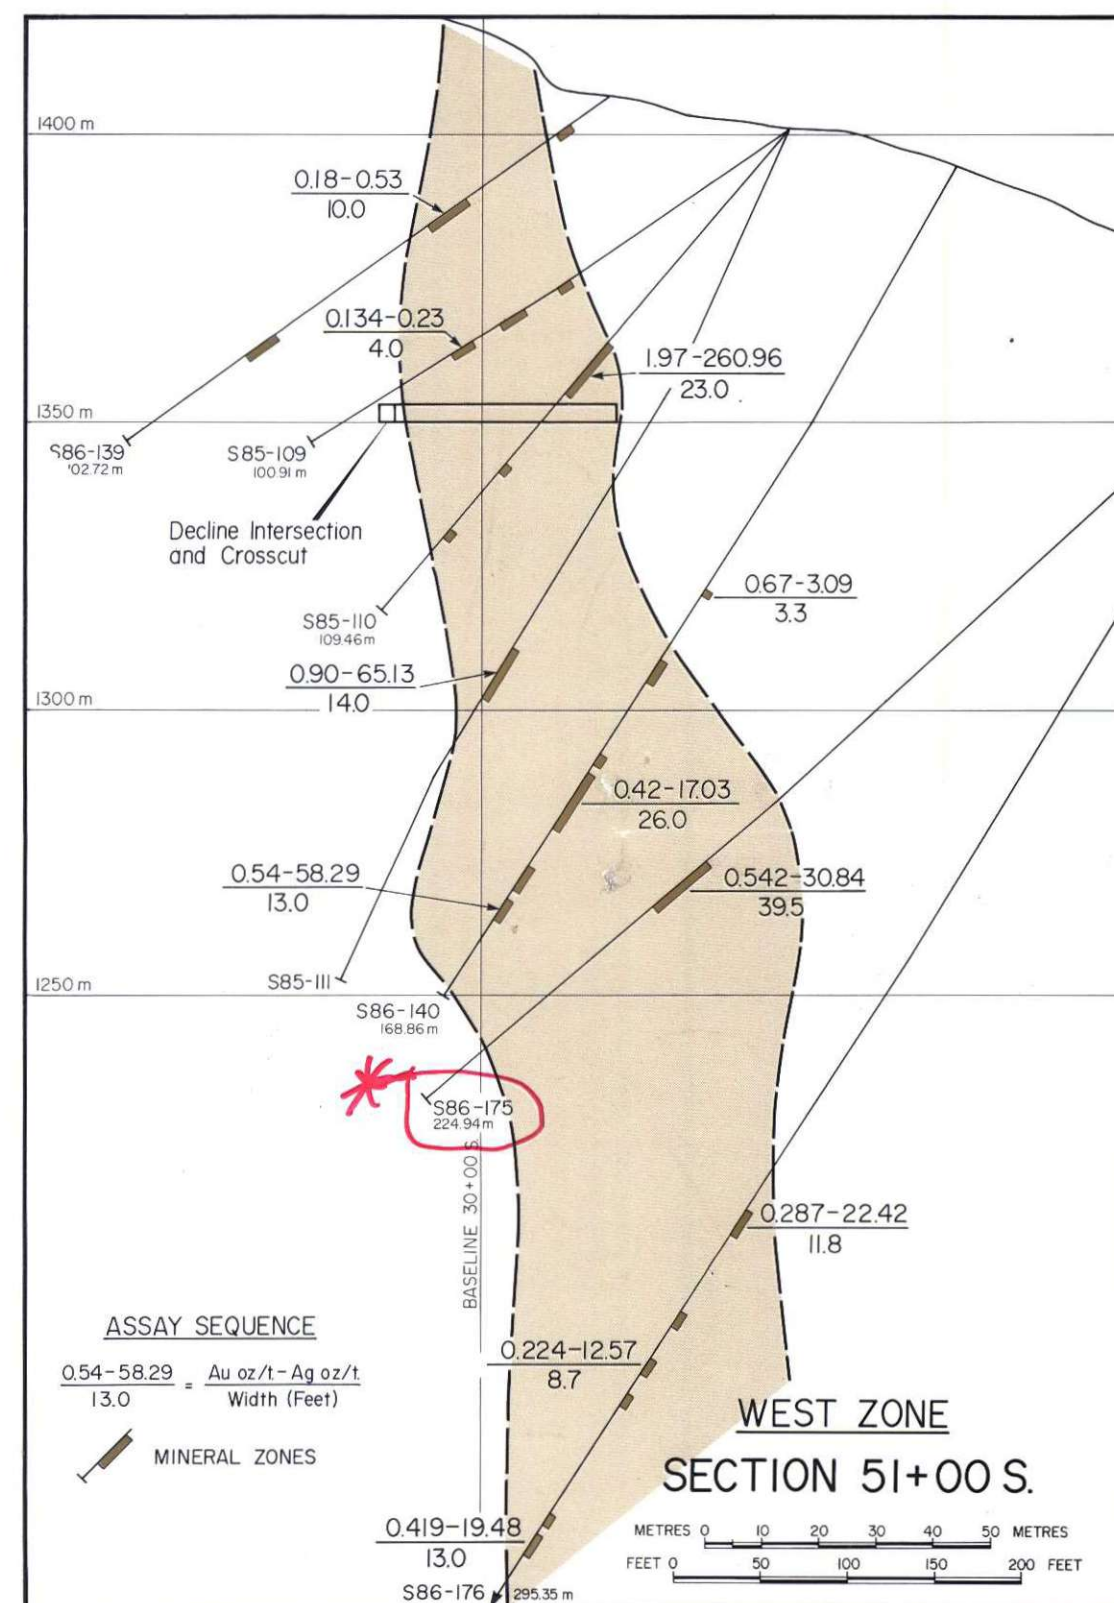 1400 m
0.18-0.53
10.0
0.134-0.23
4.0
1.97-260.96
23.0
1350 m
S86-139
'02.72 m
S85-109
100.91 m
Decline Intersection
and Crosscut
S85-110
109.46 m
0.67-3.09
3.3
0.90-65.13
14.0
1300 m
0.42-17.03
26.0
0.54-58.29
13.0
0.542-30.84
39.5
S85-111
1250 m
S86-140
168.86 m
S86-175
224.94 m
BASELINE 30+00 S.
0.287-22.42
11.8
ASSAY SEQUENCE
0.54-58.29 = Au oz/t.-Ag oz/t.
13.0 Width (Feet)
MINERAL ZONES
0.224-12.57
8.7
WEST ZONE
SECTION 51+00 S.
METRES 0 10 20 30 40 50 METRES
FEET 0 50 100 150 200 FEET
0.419-19.48
13.0
S86-176 295.35 m